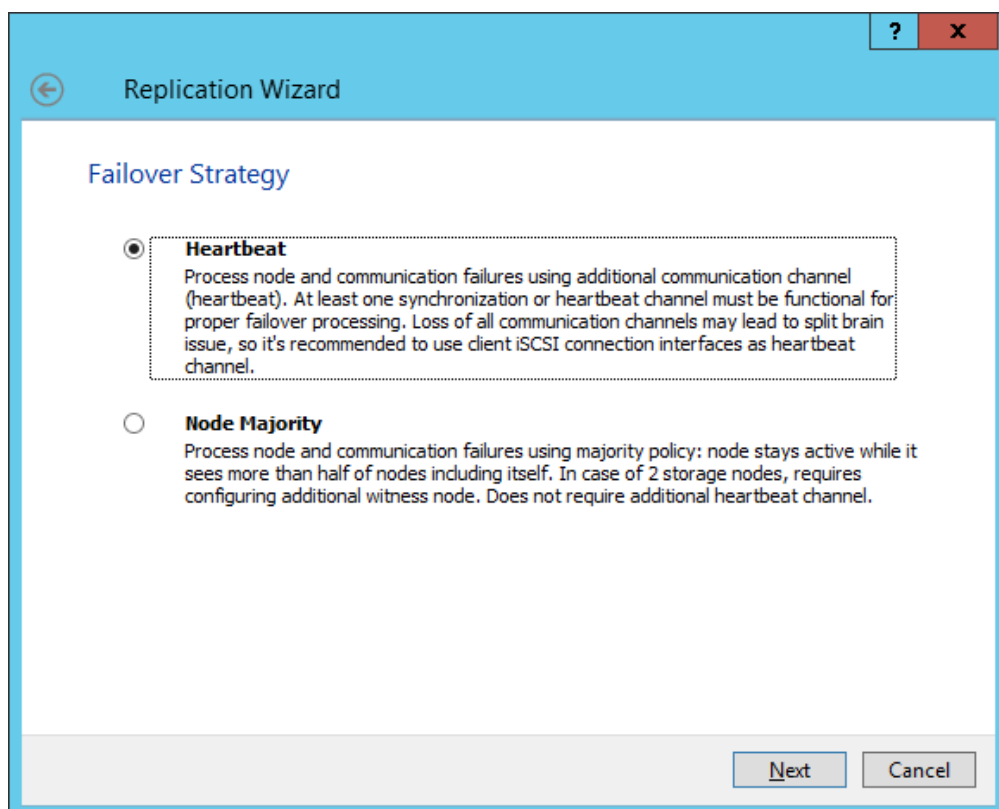 ? x
Replication Wizard
Failover Strategy
Heartbeat
Process node and communication failures using additional communication channel
(heartbeat). At least one synchronization or heartbeat channel must be functional for
proper failover processing. Loss of all communication channels may lead to split brain
issue, so it's recommended to use client iSCSI connection interfaces as heartbeat
channel.
Node Majority
Process node and communication failures using majority policy: node stays active while it
sees more than half of nodes including itself. In case of 2 storage nodes, requires
configuring additional witness node. Does not require additional heartbeat channel.
Next Cancel